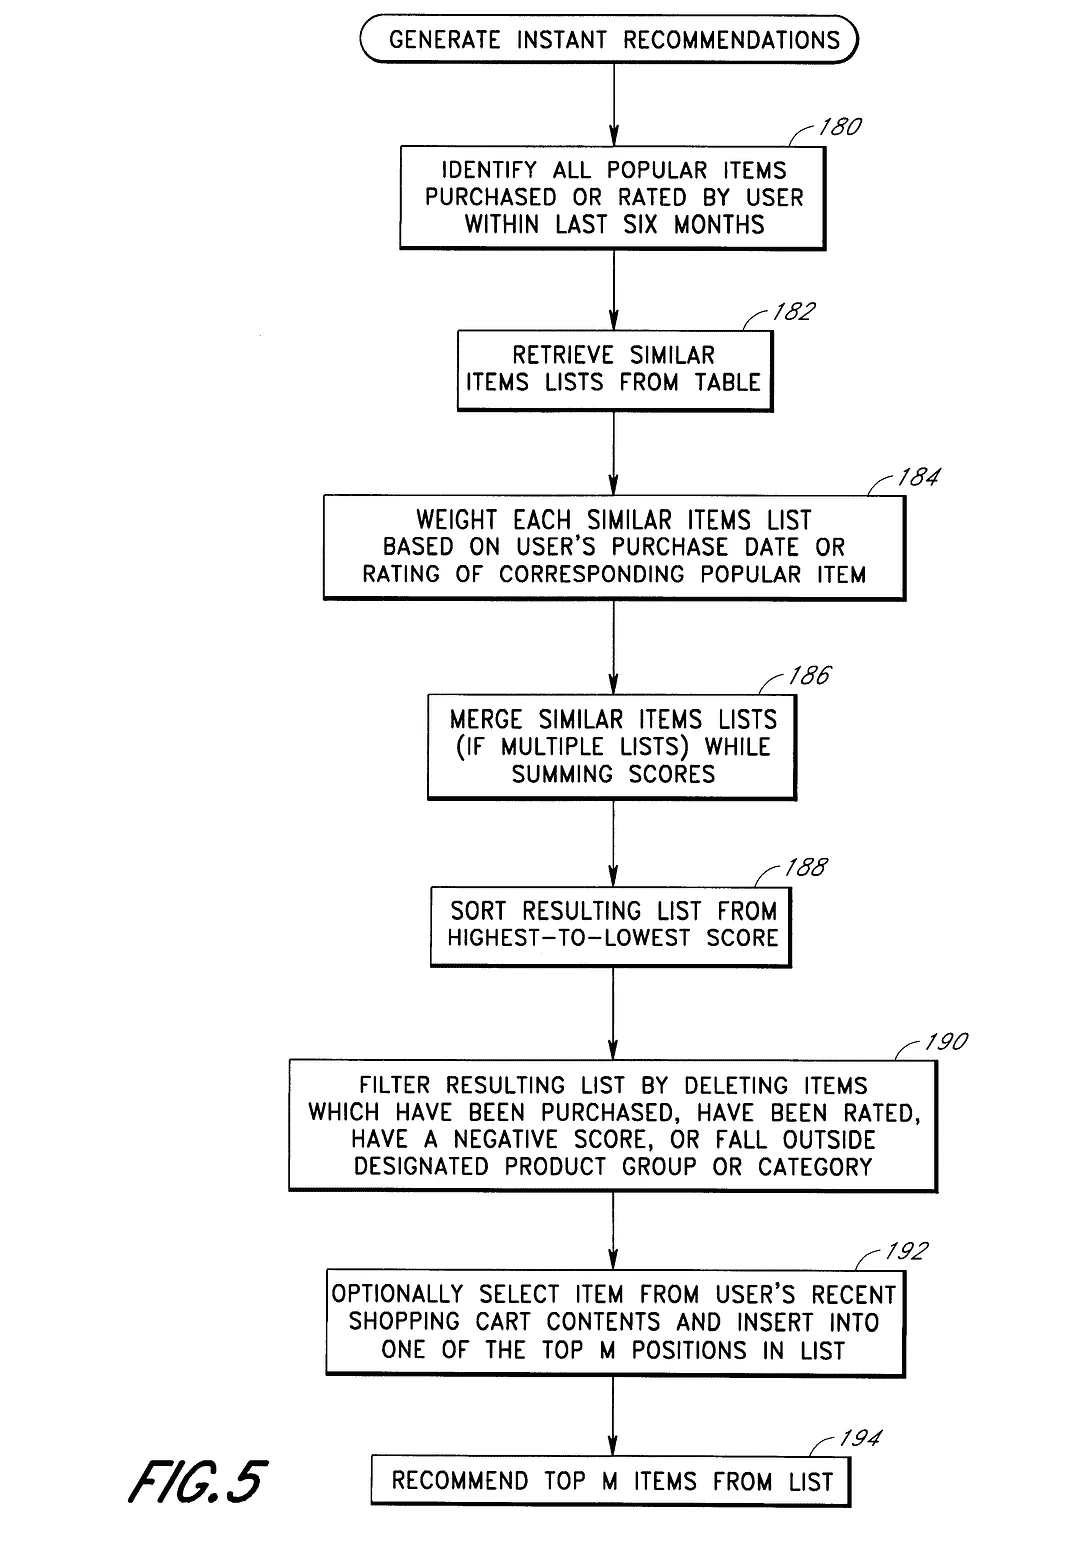 GENERATE INSTANT RECOMMENDATIONS
180
IDENTIFY ALL POPULAR ITEMS
PURCHASED OR RATED BY USER
WITHIN LAST SIX MONTHS
182
RETRIEVE SIMILAR
ITEMS LISTS FROM TABLE
184
WEIGHT EACH SIMILAR ITEMS LIST
BASED ON USER'S PURCHASE DATE OR
RATING OF CORRESPONDING POPULAR ITEM
186
MERGE SIMILAR ITEMS LISTS
(IF MULTIPLE LISTS) WHILE
SUMMING SCORES
188
SORT RESULTING LIST FROM
HIGHEST-TO-LOWEST SCORE
190
FILTER RESULTING LIST BY DELETING ITEMS
WHICH HAVE BEEN PURCHASED, HAVE BEEN RATED,
HAVE A NEGATIVE SCORE, OR FALL OUTSIDE
DESIGNATED PRODUCT GROUP OR CATEGORY
192
OPTIONALLY SELECT ITEM FROM USER'S RECENT
SHOPPING CART CONTENTS AND INSERT INTO
ONE OF THE TOP M POSITIONS IN LIST
194
RECOMMEND TOP M ITEMS FROM LIST
FIG.5